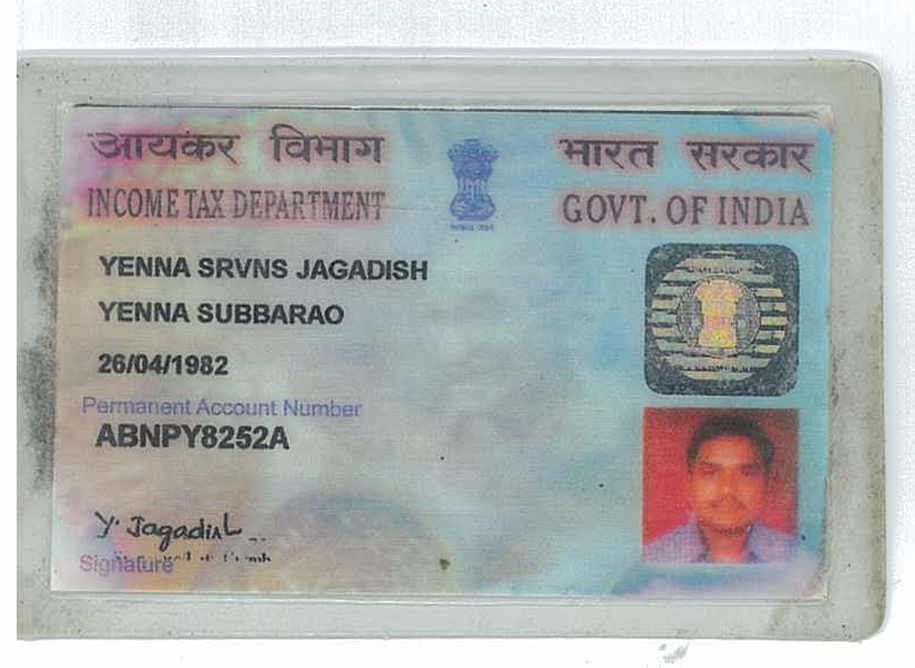 आयकर विभाग
भारत सरकार
INCOME TAX DEPARTMENT
GOVT. OF INDIA
YENNA SRVNS JAGADISH
YENNA SUBBARAO
26/04/1982
Permanent Account Number
ABNPY8252A
Y. Jagadish
Signature